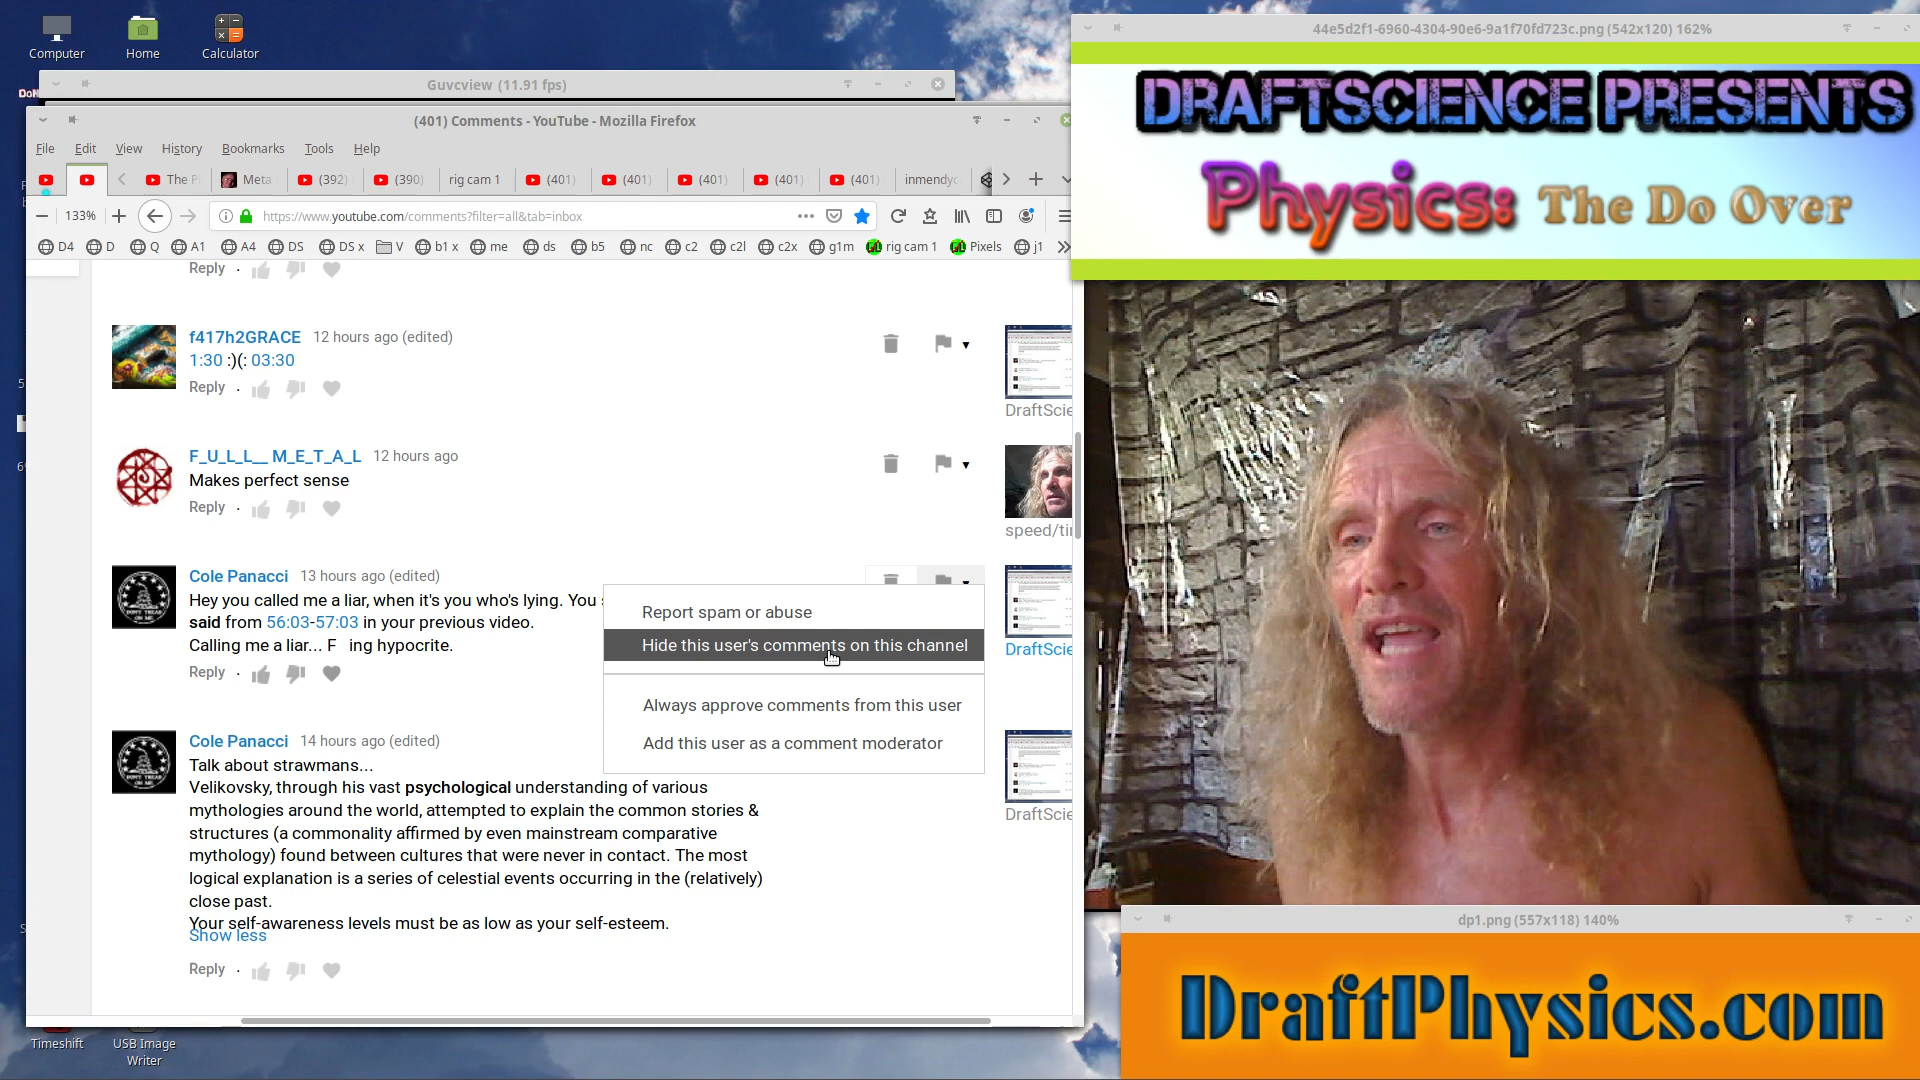 Computer
Home
Calculator
Guvcview (11.91 fps)
(401) Comments - YouTube - Mozilla Firefox
File Edit View History Bookmarks Tools Help
Meta (392) (390) rig cam 1 (401) (401) (401) (401) (401)
133%
https://www.youtube.com/comments?filter=all&tab=inbox
D4 D Q A1 A4 DS DS x V b1 x me ds b5 nc c2 c2l c2x g1m rig cam 1 Pixels j1
Reply
f417h2GRACE 12 hours ago (edited)
1:30 :)(: 03:30
Reply
F_U_L_L__ M_E_T_A_L 12 hours ago
Makes perfect sense
Reply
Cole Panacci 13 hours ago (edited)
Hey you called me a liar, when it's you who's lying. You
said from 56:03-57:03 in your previous video.
Calling me a liar... F ing hypocrite.
Reply
Report spam or abuse
Hide this user's comments on this channel
Always approve comments from this user
Add this user as a comment moderator
Cole Panacci 14 hours ago (edited)
Talk about strawmans...
Velikovsky, through his vast psychological understanding of various
mythologies around the world, attempted to explain the common stories &
structures (a commonality affirmed by even mainstream comparative
mythology) found between cultures that were never in contact. The most
logical explanation is a series of celestial events occurring in the (relatively)
close past.
Your self-awareness levels must be as low as your self-esteem.
Show less
Reply
Timeshift
USB Image
Writer
44e5d2f1-6960-4304-90e6-9a1f70fd723c.png (542x120) 162%
DRAFTSCIENCE PRESENTS
Physics: The Do Over
dp1.png (557x118) 140%
DraftPhysics.com